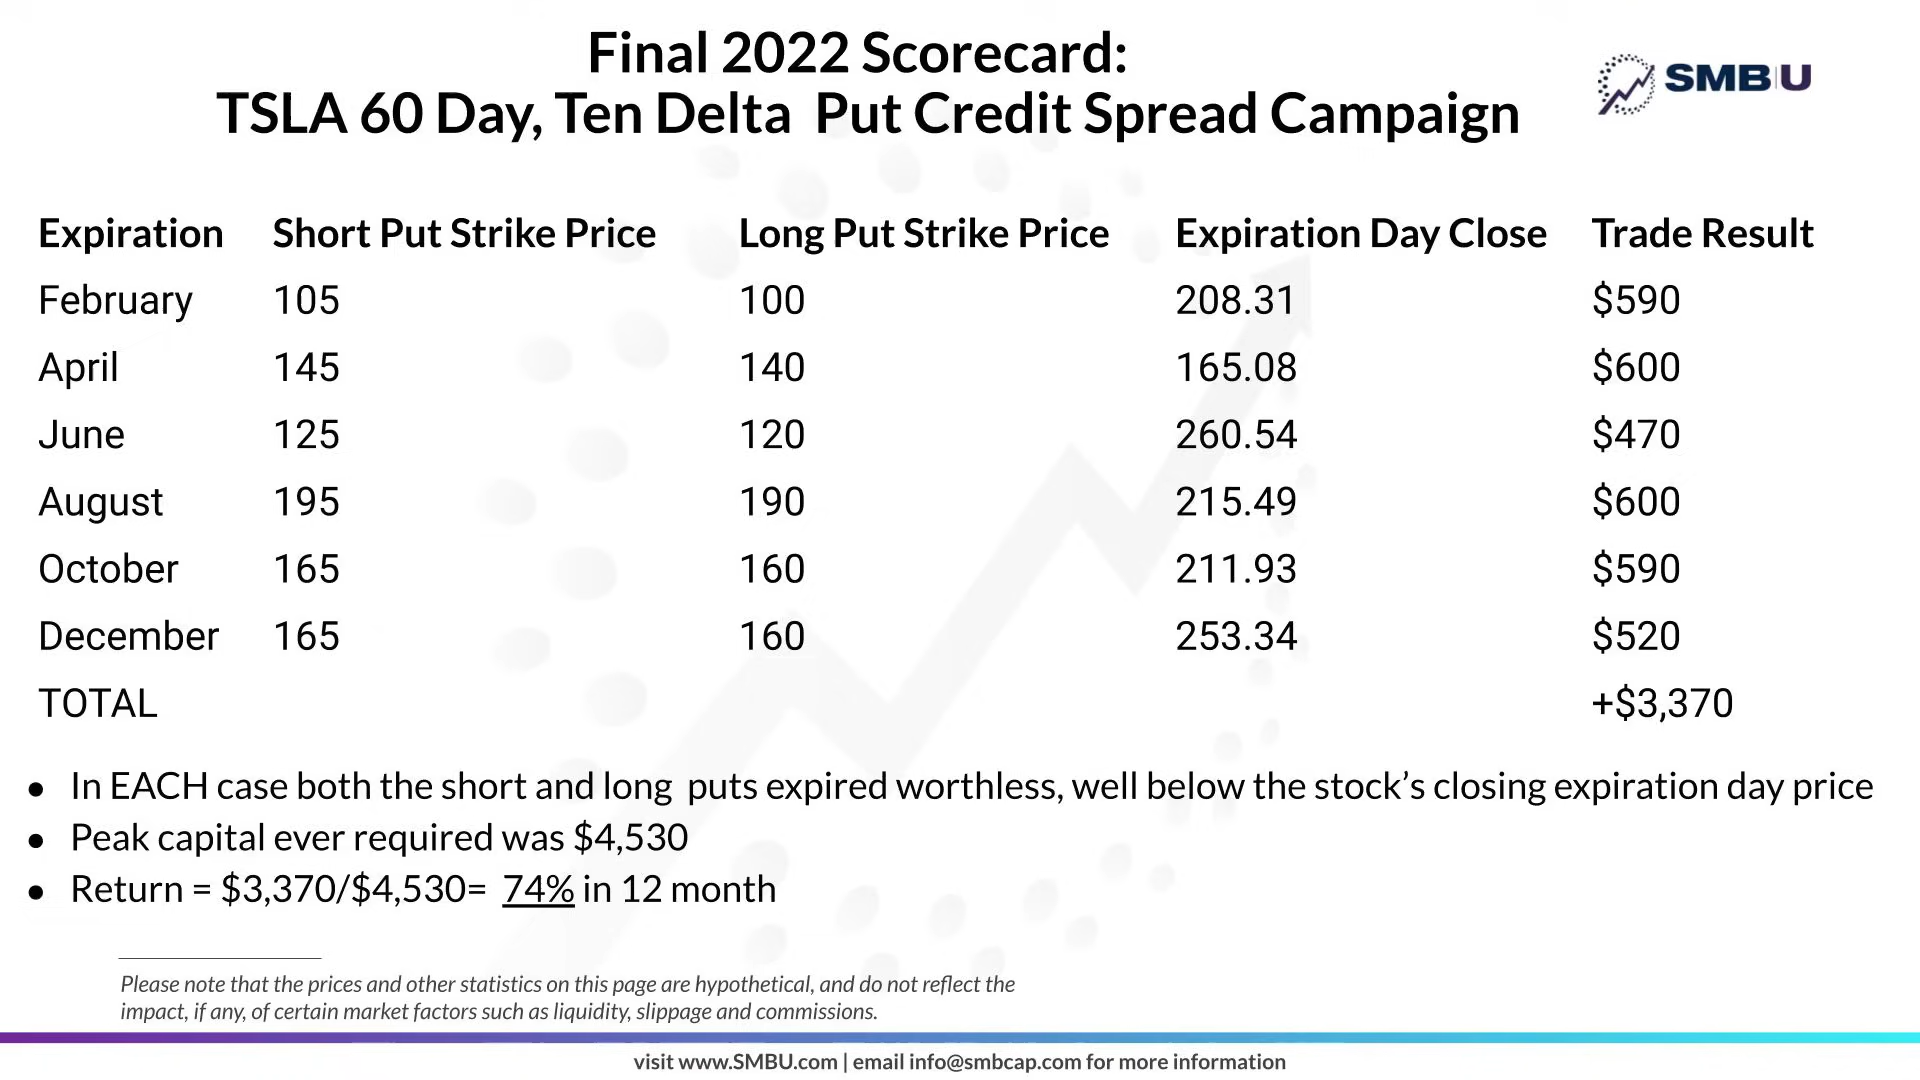 Final 2022 Scorecard:
TSLA 60 Day, Ten Delta Put Credit Spread Campaign
SMB U
Expiration Short Put Strike Price Long Put Strike Price Expiration Day Close Trade Result
February 105 100 208.31 $590
April 145 140 165.08 $600
June 125 120 260.54 $470
August 195 190 215.49 $600
October 165 160 211.93 $590
December 165 160 253.34 $520
TOTAL +$3,370
• In EACH case both the short and long puts expired worthless, well below the stock’s closing expiration day price
• Peak capital ever required was $4,530
• Return = $3,370/$4,530= 74% in 12 month
Please note that the prices and other statistics on this page are hypothetical, and do not reflect the
impact, if any, of certain market factors such as liquidity, slippage and commissions.
visit www.SMBU.com | email info@smbcap.com for more information